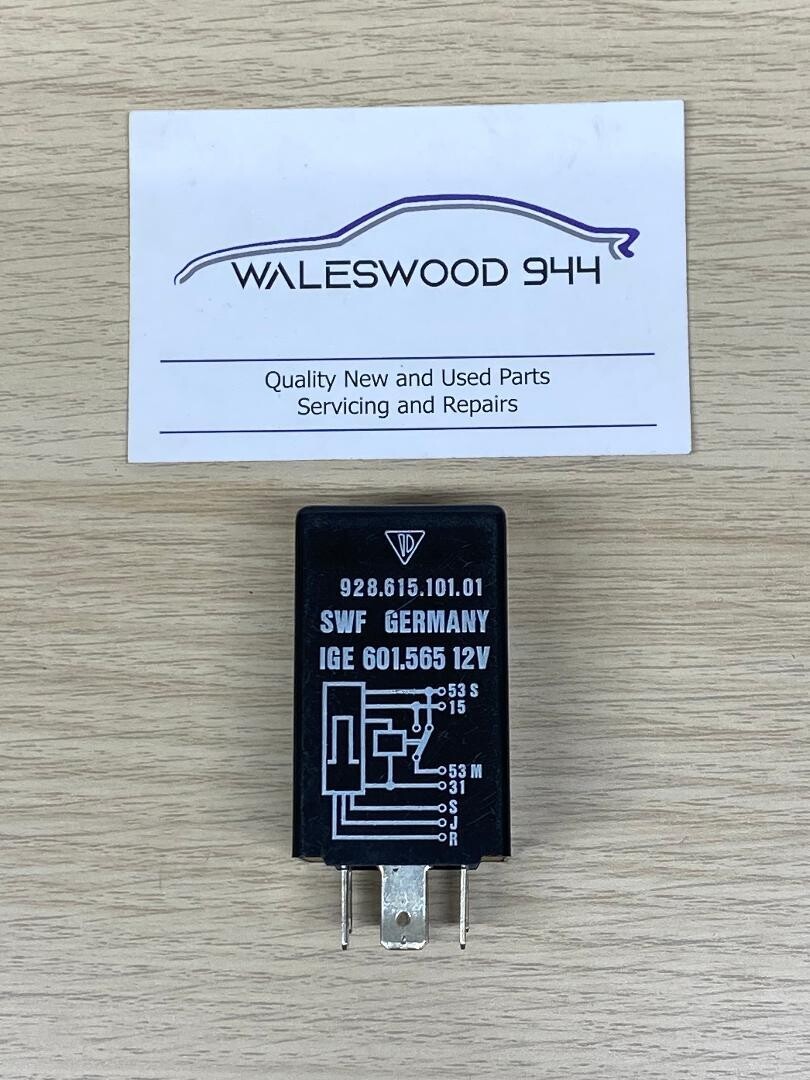 WALESWOOD 944
Quality New and Used Parts
Servicing and Repairs
928.615.101.01
SWF GERMANY
IGE 601.565 12V
53 S
15
53 M
31
S
J
R